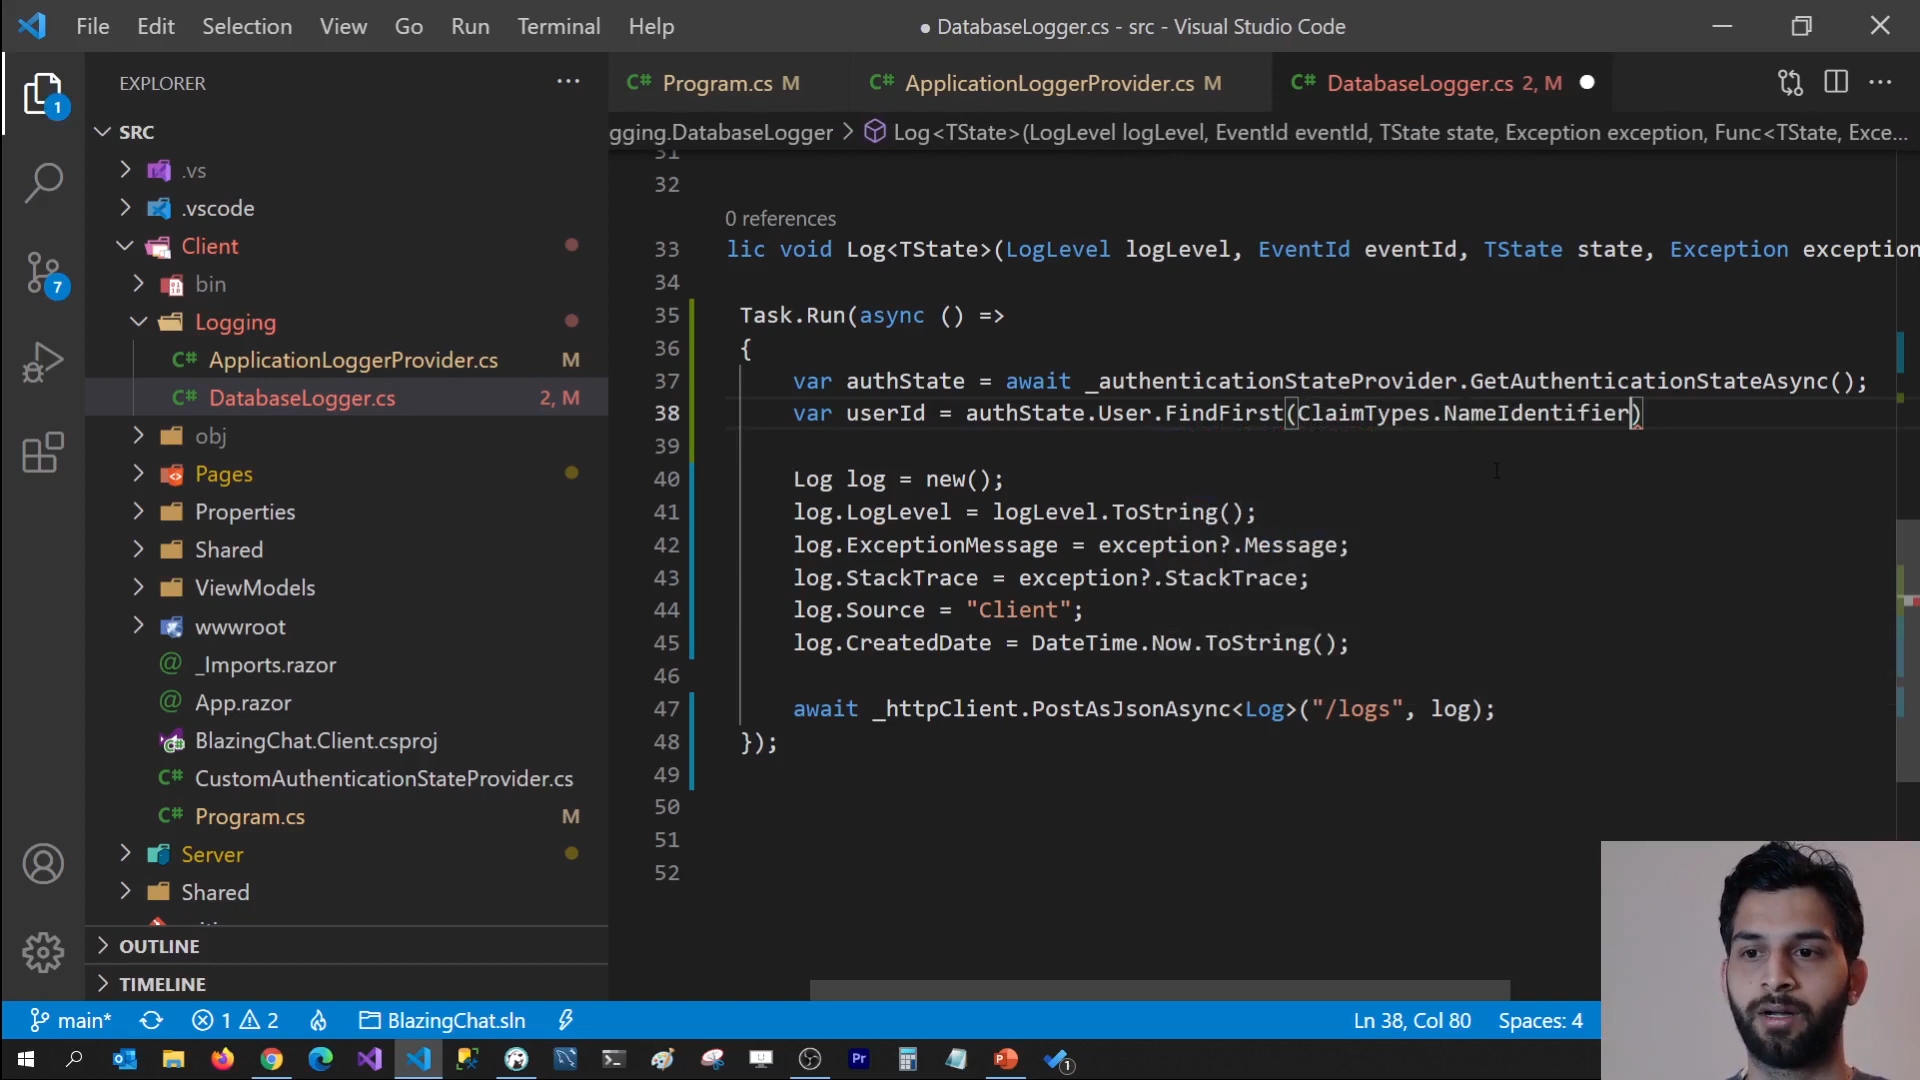 File Edit Selection View Go Run Terminal Help
● DatabaseLogger.cs - src - Visual Studio Code
EXPLORER
Program.cs M
ApplicationLoggerProvider.cs M
DatabaseLogger.cs 2, M
gging.DatabaseLogger > Log<TState>(LogLevel logLevel, EventId eventId, TState state, Exception exception, Func<TState, Exce...
SRC
.vs
.vscode
Client
bin
Logging
ApplicationLoggerProvider.cs M
DatabaseLogger.cs 2, M
obj
Pages
Properties
Shared
ViewModels
wwwroot
_Imports.razor
App.razor
BlazingChat.Client.csproj
CustomAuthenticationStateProvider.cs
Program.cs M
Server
Shared
OUTLINE
TIMELINE
1
7
31
32
0 references
33 lic void Log<TState>(LogLevel logLevel, EventId eventId, TState state, Exception exception
34
35 Task.Run(async () =>
36 {
37 var authState = await _authenticationStateProvider.GetAuthenticationStateAsync();
38 var userId = authState.User.FindFirst(ClaimTypes.NameIdentifier)
39
40 Log log = new();
41 log.LogLevel = logLevel.ToString();
42 log.ExceptionMessage = exception?.Message;
43 log.StackTrace = exception?.StackTrace;
44 log.Source = "Client";
45 log.CreatedDate = DateTime.Now.ToString();
46
47 await _httpClient.PostAsJsonAsync<Log>("/logs", log);
48 });
49
50
51
52
main* 1 2 BlazingChat.sln Ln 38, Col 80 Spaces: 4
Pr
1